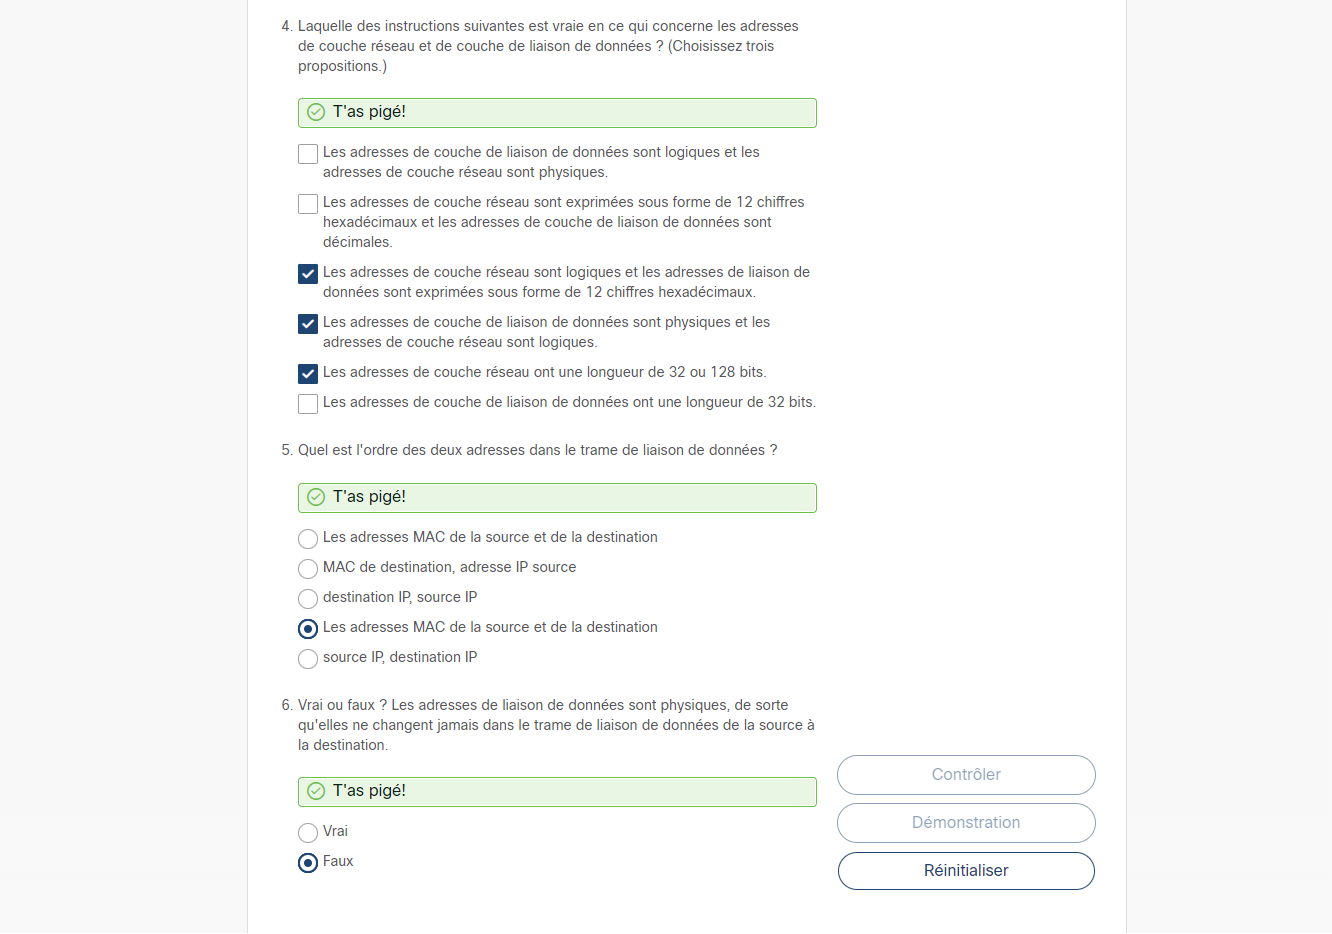 4. Laquelle des instructions suivantes est vraie en ce qui concerne les adresses
de couche réseau et de couche de liaison de données ? (Choisissez trois
propositions.)
T'as pigé!
Les adresses de couche de liaison de données sont logiques et les
adresses de couche réseau sont physiques.
Les adresses de couche réseau sont exprimées sous forme de 12 chiffres
hexadécimaux et les adresses de couche de liaison de données sont
décimales.
Les adresses de couche réseau sont logiques et les adresses de liaison de
données sont exprimées sous forme de 12 chiffres hexadécimaux.
Les adresses de couche de liaison de données sont physiques et les
adresses de couche réseau sont logiques.
Les adresses de couche réseau ont une longueur de 32 ou 128 bits.
Les adresses de couche de liaison de données ont une longueur de 32 bits.
5. Quel est l'ordre des deux adresses dans le trame de liaison de données ?
T'as pigé!
Les adresses MAC de la source et de la destination
MAC de destination, adresse IP source
destination IP, source IP
Les adresses MAC de la source et de la destination
source IP, destination IP
6. Vrai ou faux ? Les adresses de liaison de données sont physiques, de sorte
qu'elles ne changent jamais dans le trame de liaison de données de la source à
la destination.
T'as pigé!
Vrai
Faux
Contrôler
Démonstration
Réinitialiser